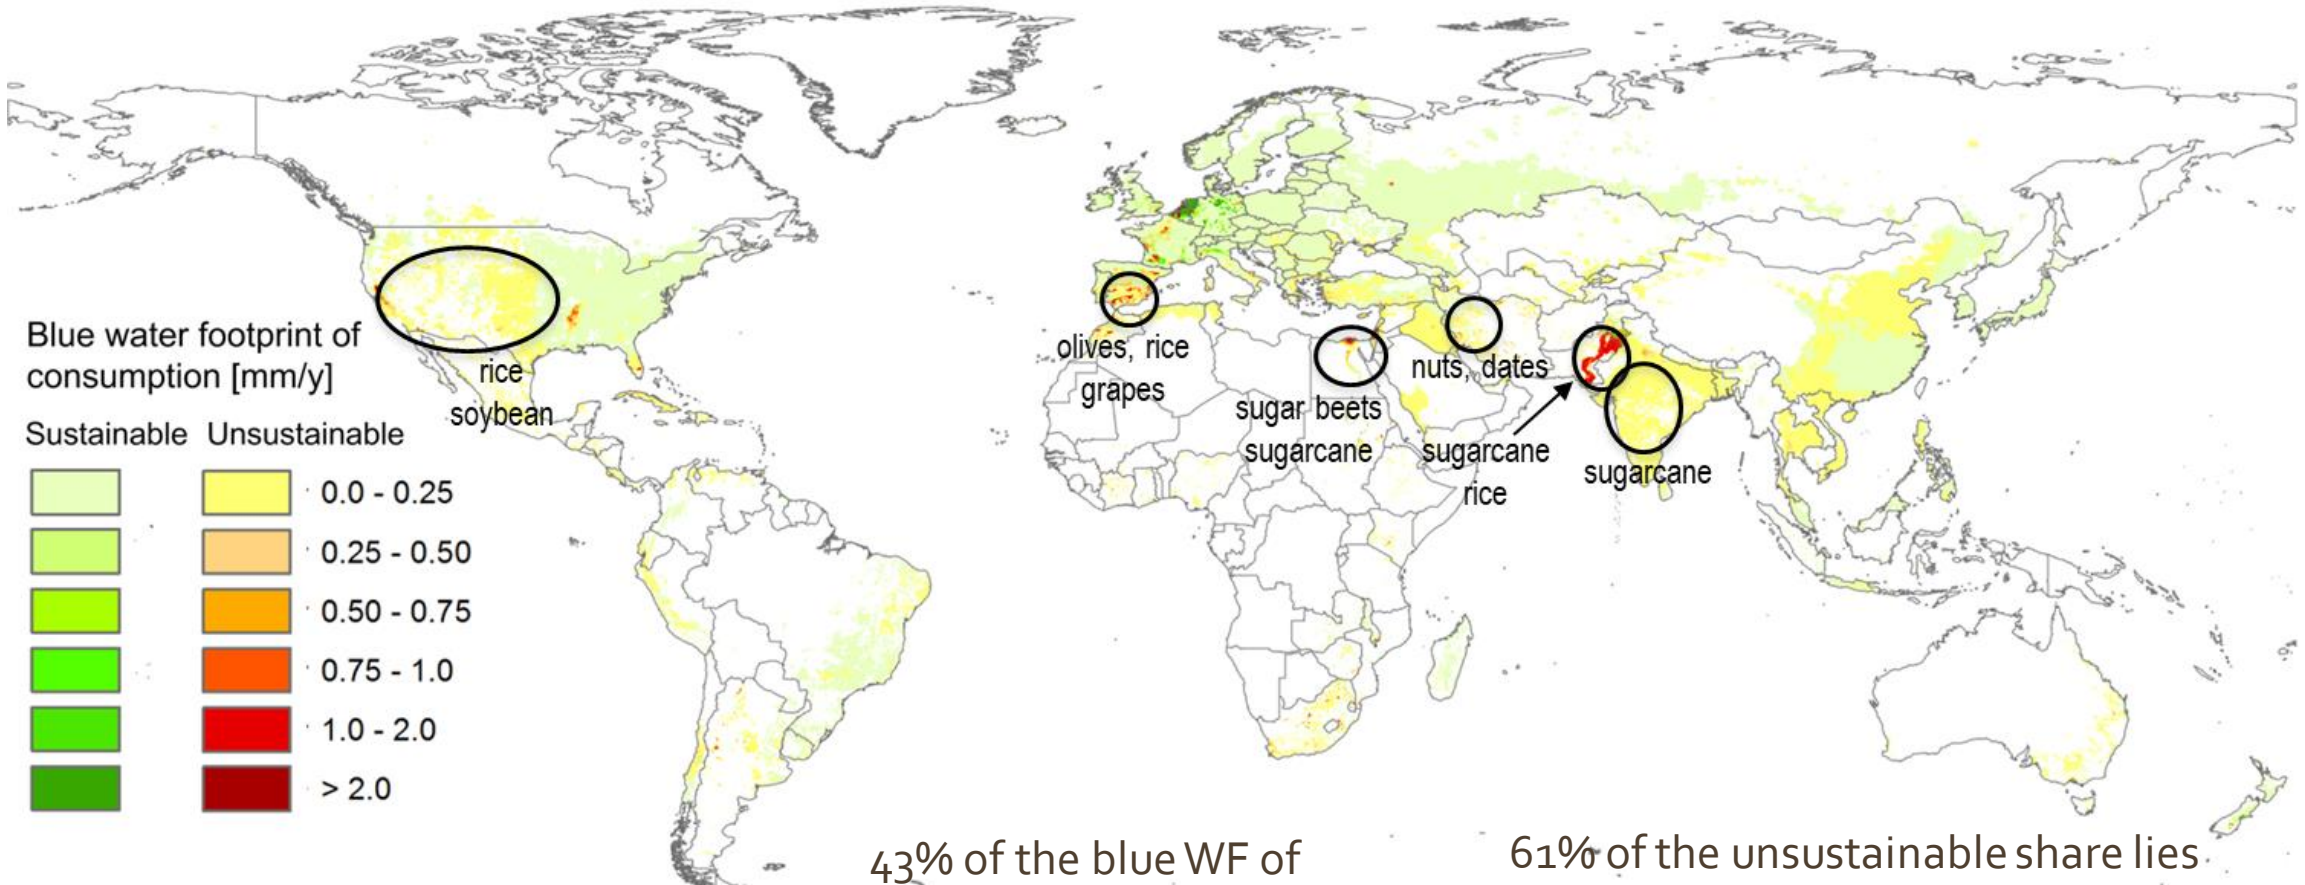 Blue water footprint of
consumption [mm/y]
Sustainable Unsustainable
0.0 - 0.25
0.25 - 0.50
0.50 - 0.75
0.75 - 1.0
1.0 - 2.0
> 2.0
rice
soybean
olives, rice
grapes
sugar beets
sugarcane
nuts, dates
sugarcane
rice
sugarcane
43% of the blue WF of
61% of the unsustainable share lies